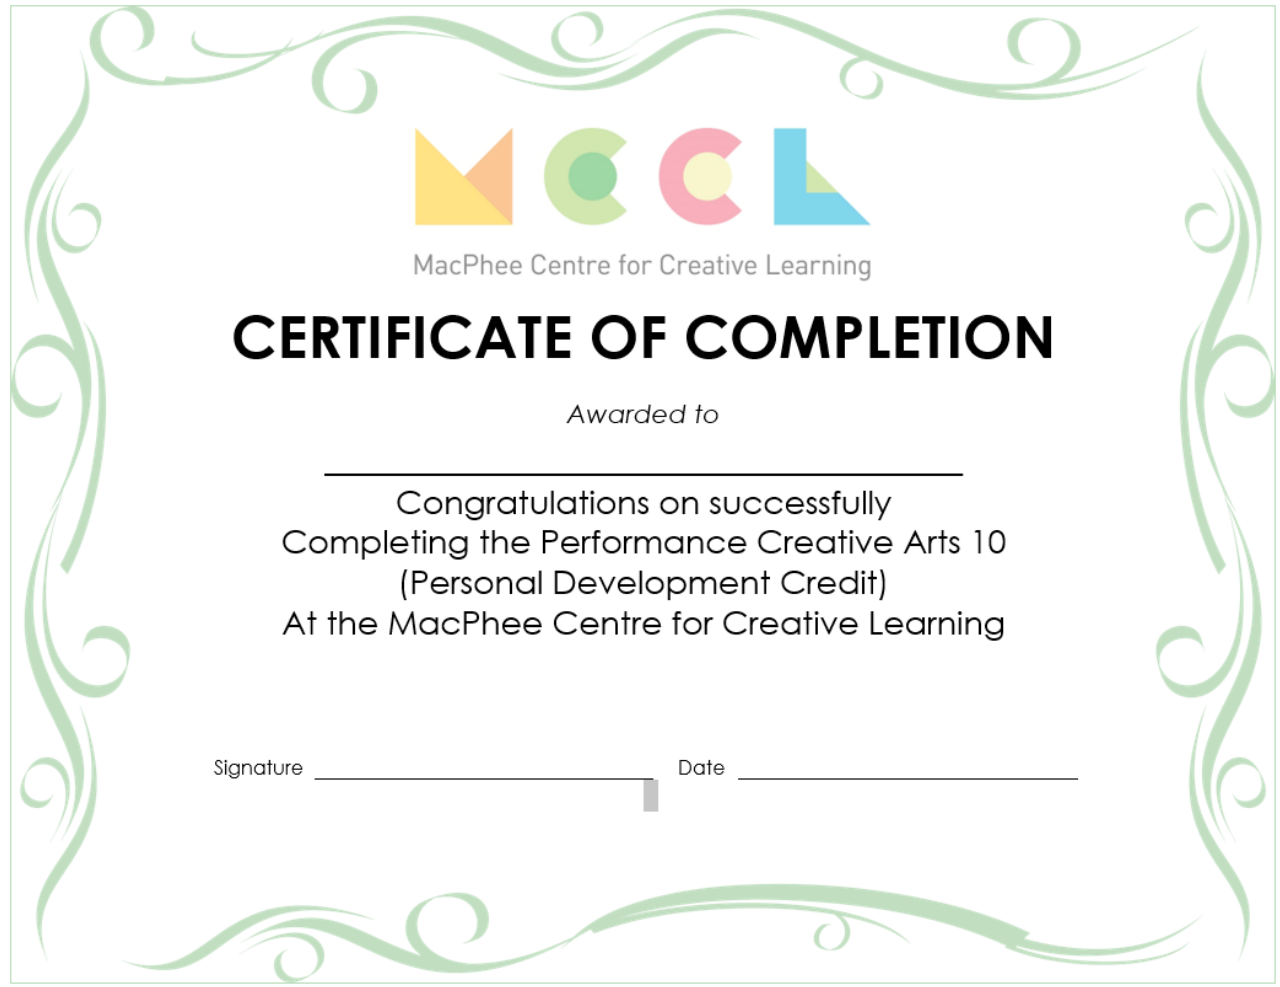 MCCL
MacPhee Centre for Creative Learning
CERTIFICATE OF COMPLETION
Awarded to
Congratulations on successfully
Completing the Performance Creative Arts 10
(Personal Development Credit)
At the MacPhee Centre for Creative Learning
Signature Date